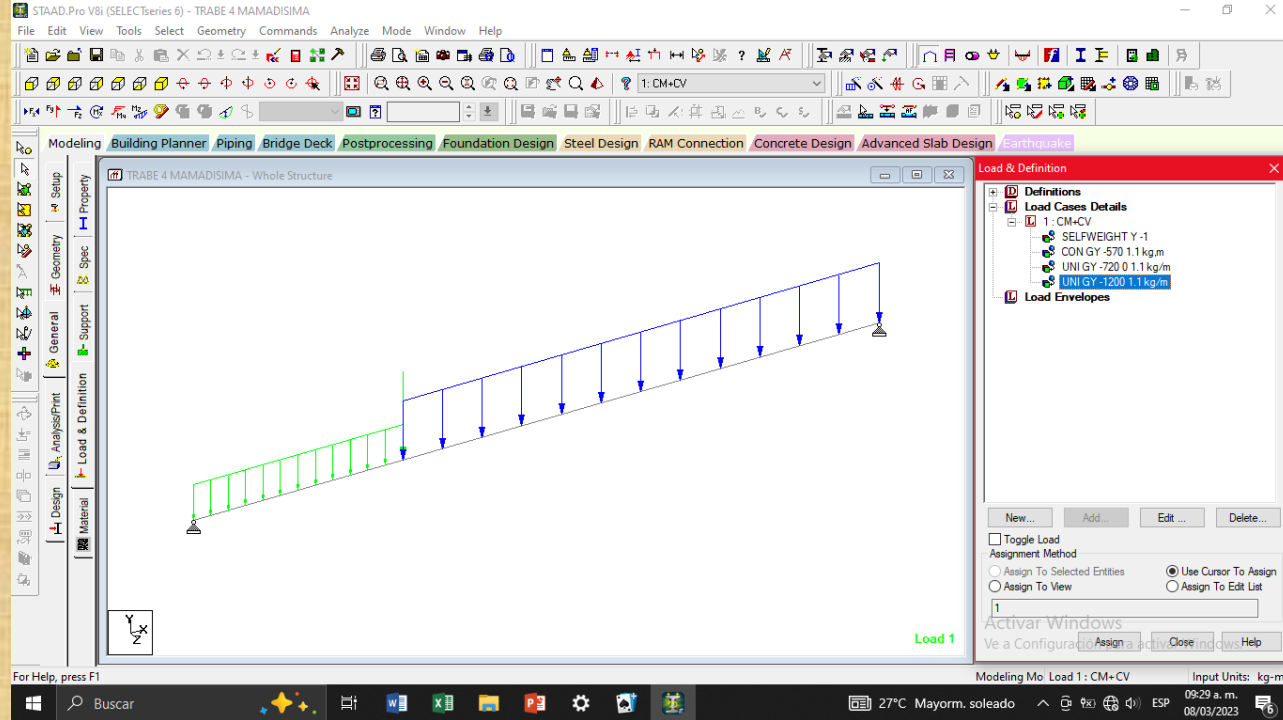 STAAD.Pro V8i (SELECTseries 6) - TRABE 4 MAMADISIMA
File Edit View Tools Select Geometry Commands Analyze Mode Window Help
1: CM+CV
Modeling Building Planner Piping Bridge Deck Postprocessing Foundation Design Steel Design RAM Connection Concrete Design Advanced Slab Design Earthquake
Setup
Geometry
General
Analysis/Print
Design
Property
Spec
Support
Load & Definition
Material
TRABE 4 MAMADISIMA - Whole Structure
Y
X
Z
Load 1
Load & Definition
Definitions
Load Cases Details
1 : CM+CV
SELFWEIGHT Y -1
CON GY -570 1.1 kg,m
UNI GY -720 0 1.1 kg/m
UNI GY -1200 1.1 kg/m
Load Envelopes
New... Add... Edit ... Delete...
Toggle Load
Assignment Method
Assign To Selected Entities Use Cursor To Assign
Assign To View Assign To Edit List
1
Activar Windows
Ve a Configuración para activar Windows.
Assign Close Help
For Help, press F1
Modeling Mo Load 1 : CM+CV Input Units: kg-m
Buscar
27°C Mayorm. soleado
ESP
09:29 a. m.
08/03/2023